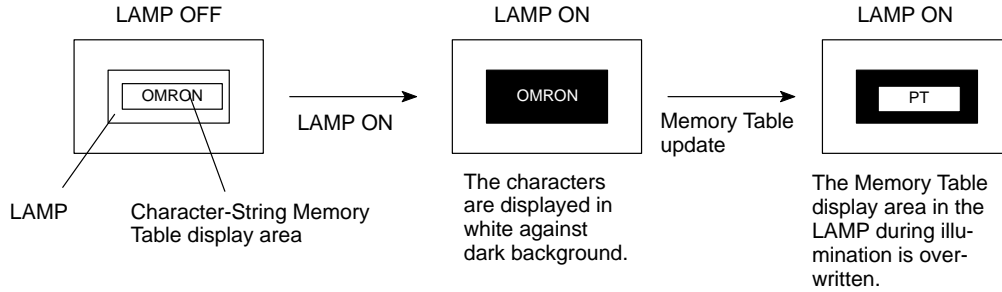 LAMP OFF
LAMP ON
LAMP ON
OMRON
LAMP ON
OMRON
Memory Table
update
PT
LAMP
Character-String Memory
Table display area
The characters
are displayed in
white against
dark background.
The Memory Table
display area in the
LAMP during illu-
mination is over-
written.